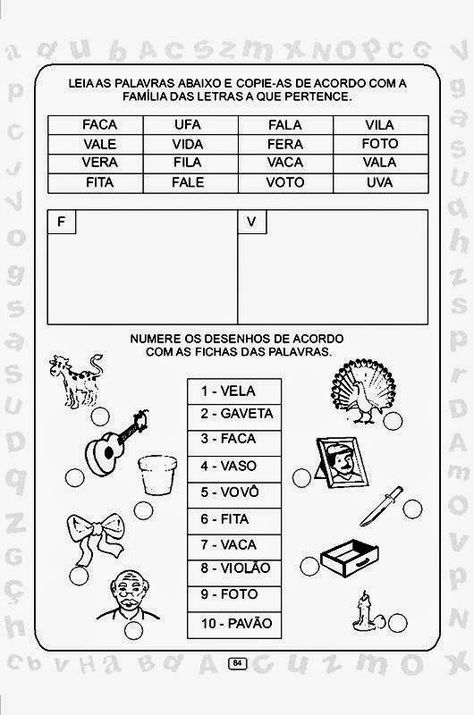 a a u b A C S Z m X N O P C G V
LEIA AS PALAVRAS ABAIXO E COPIE-AS DE ACORDO COM A
FAMÍLIA DAS LETRAS A QUE PERTENCE.
FACA UFA FALA VILA
VALE VIDA FERA FOTO
VERA FILA VACA VALA
FITA FALE VOTO UVA
F V
NUMERE OS DESENHOS DE ACORDO
COM AS FICHAS DAS PALAVRAS.
1 - VELA
2 - GAVETA
3 - FACA
4 - VASO
5 - VOVÔ
6 - FITA
7 - VACA
8 - VIOLÃO
9 - FOTO
10 - PAVÃO
C b V H a B d A C u z m o X
64